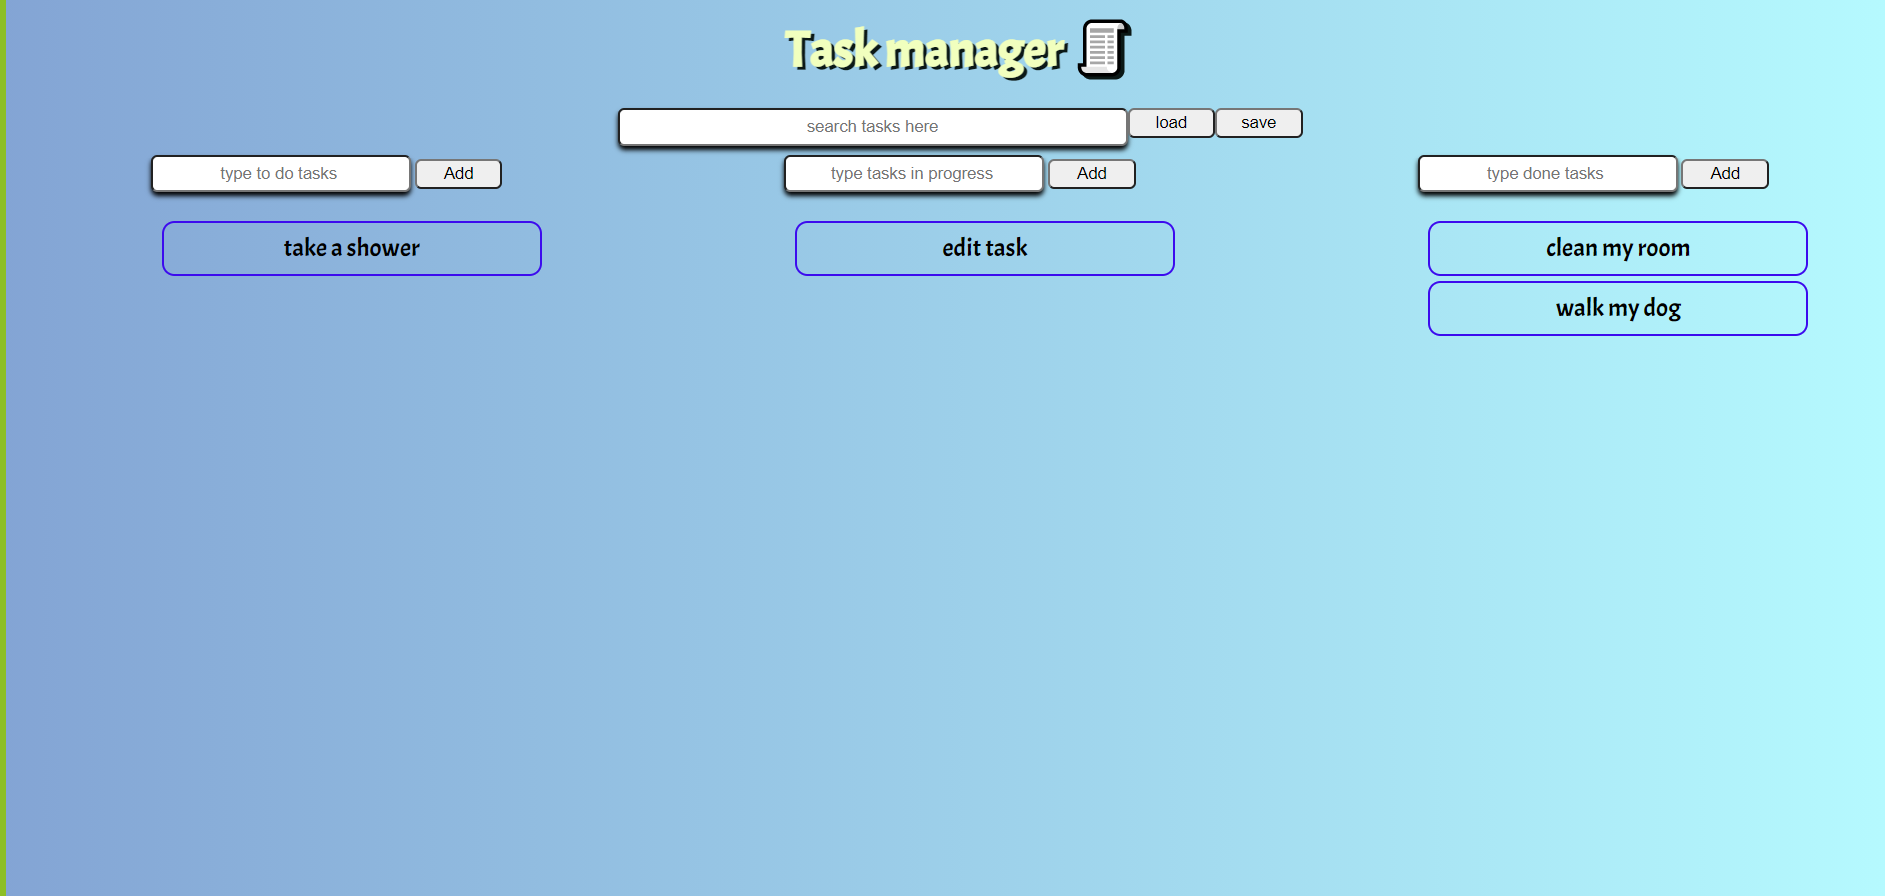 Task manager
search tasks here load save
type to do tasks Add type tasks in progress Add type done tasks Add
take a shower edit task clean my room
walk my dog